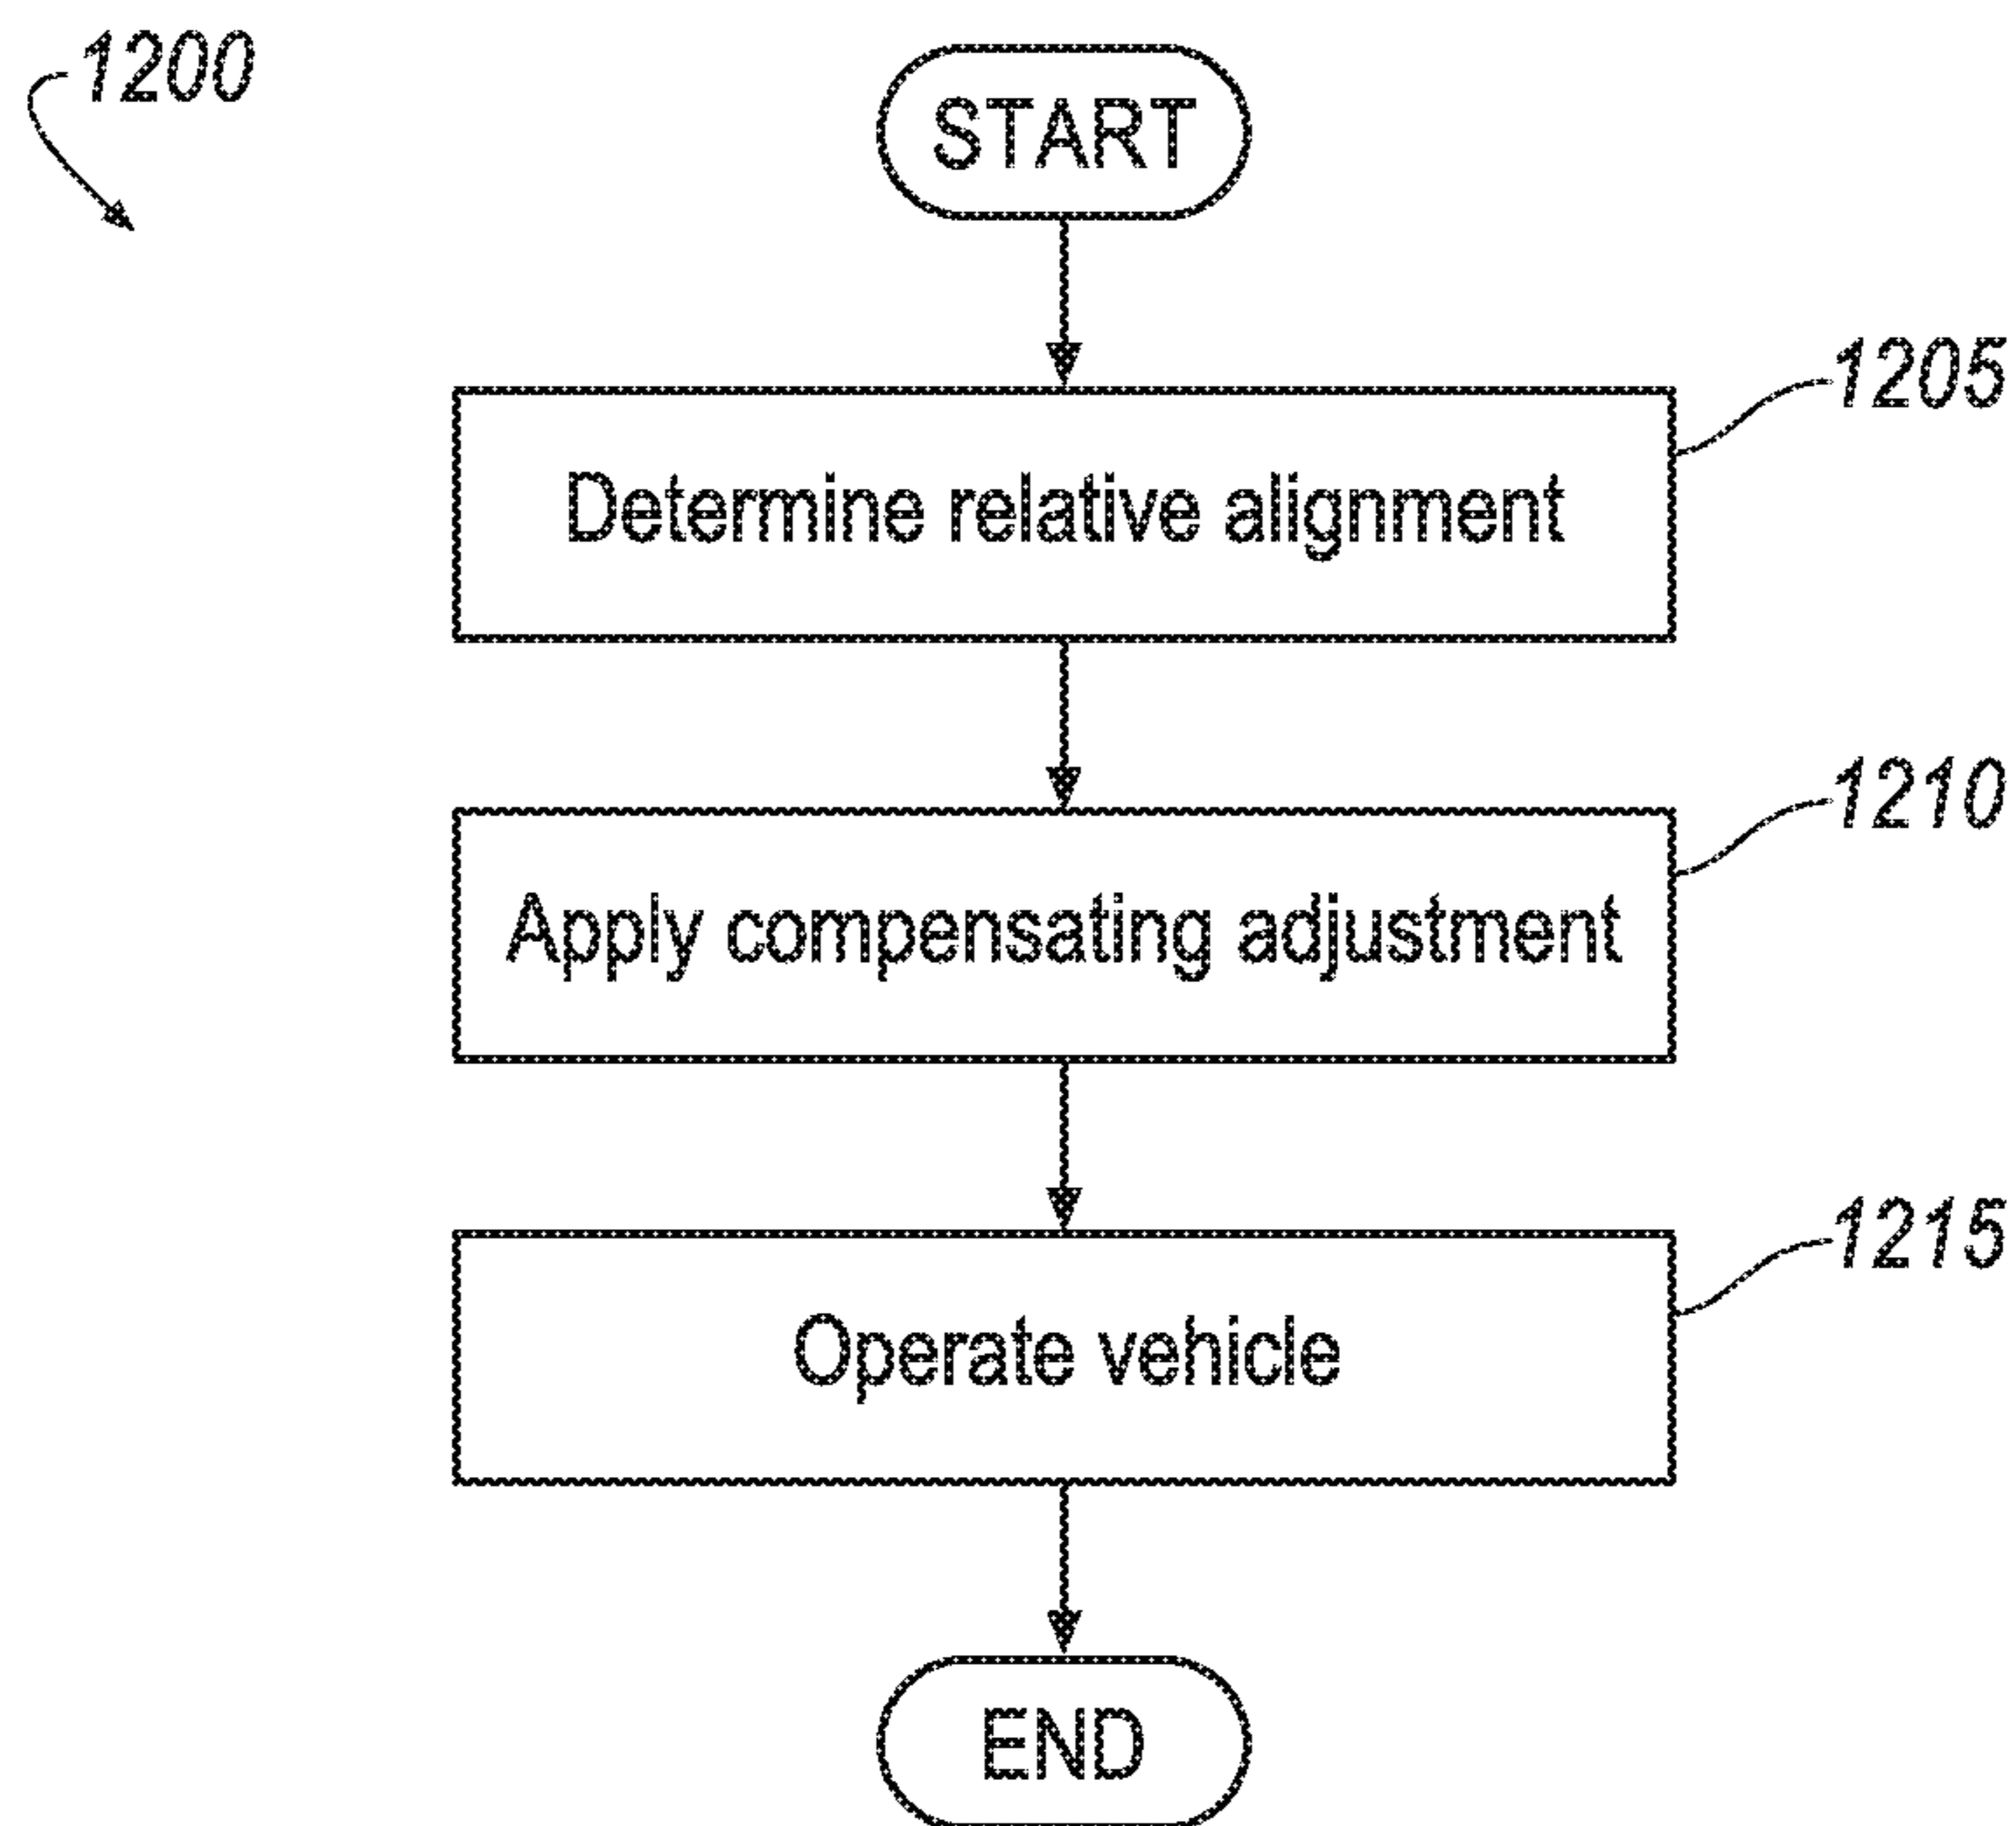 1200
START
1205
Determine relative alignment
1210
Apply compensating adjustment
1215
Operate vehicle
END